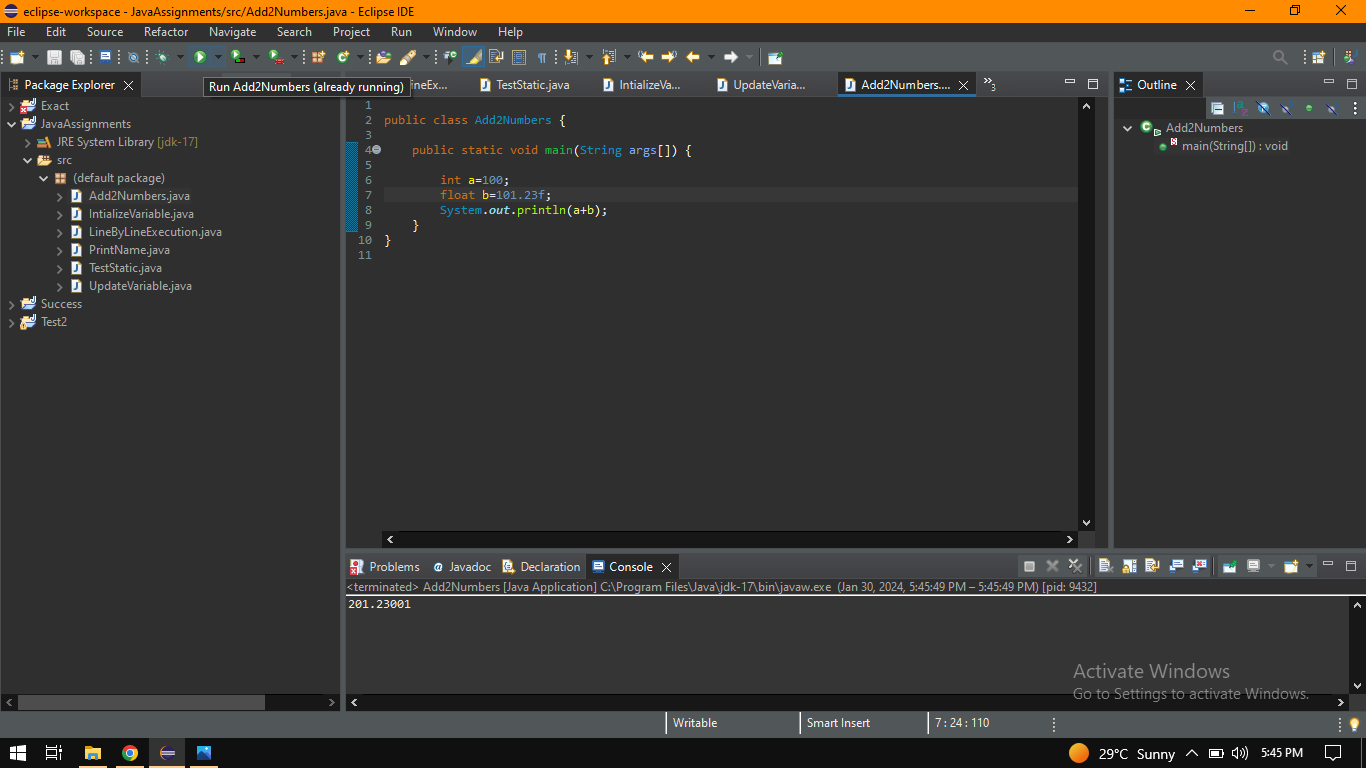 eclipse-workspace - JavaAssignments/src/Add2Numbers.java - Eclipse IDE
File Edit Source Refactor Navigate Search Project Run Window Help
Package Explorer
Run Add2Numbers (already running)
ineEx...
TestStatic.java
IntializeVa...
UpdateVaria...
Add2Numbers....
3
Outline
Exact
JavaAssignments
JRE System Library [jdk-17]
src
(default package)
Add2Numbers.java
IntializeVariable.java
LineByLineExecution.java
PrintName.java
TestStatic.java
UpdateVariable.java
Success
Test2
1
2 public class Add2Numbers {
3
4 public static void main(String args[]) {
5
6 int a=100;
7 float b=101.23f;
8 System.out.println(a+b);
9 }
10 }
11
Add2Numbers
main(String[]) : void
Problems @ Javadoc Declaration Console
<terminated> Add2Numbers [Java Application] C:\Program Files\Java\jdk-17\bin\javaw.exe (Jan 30, 2024, 5:45:49 PM – 5:45:49 PM) [pid: 9432]
201.23001
Activate Windows
Go to Settings to activate Windows.
Writable Smart Insert 7 : 24 : 110
29°C Sunny 5:45 PM